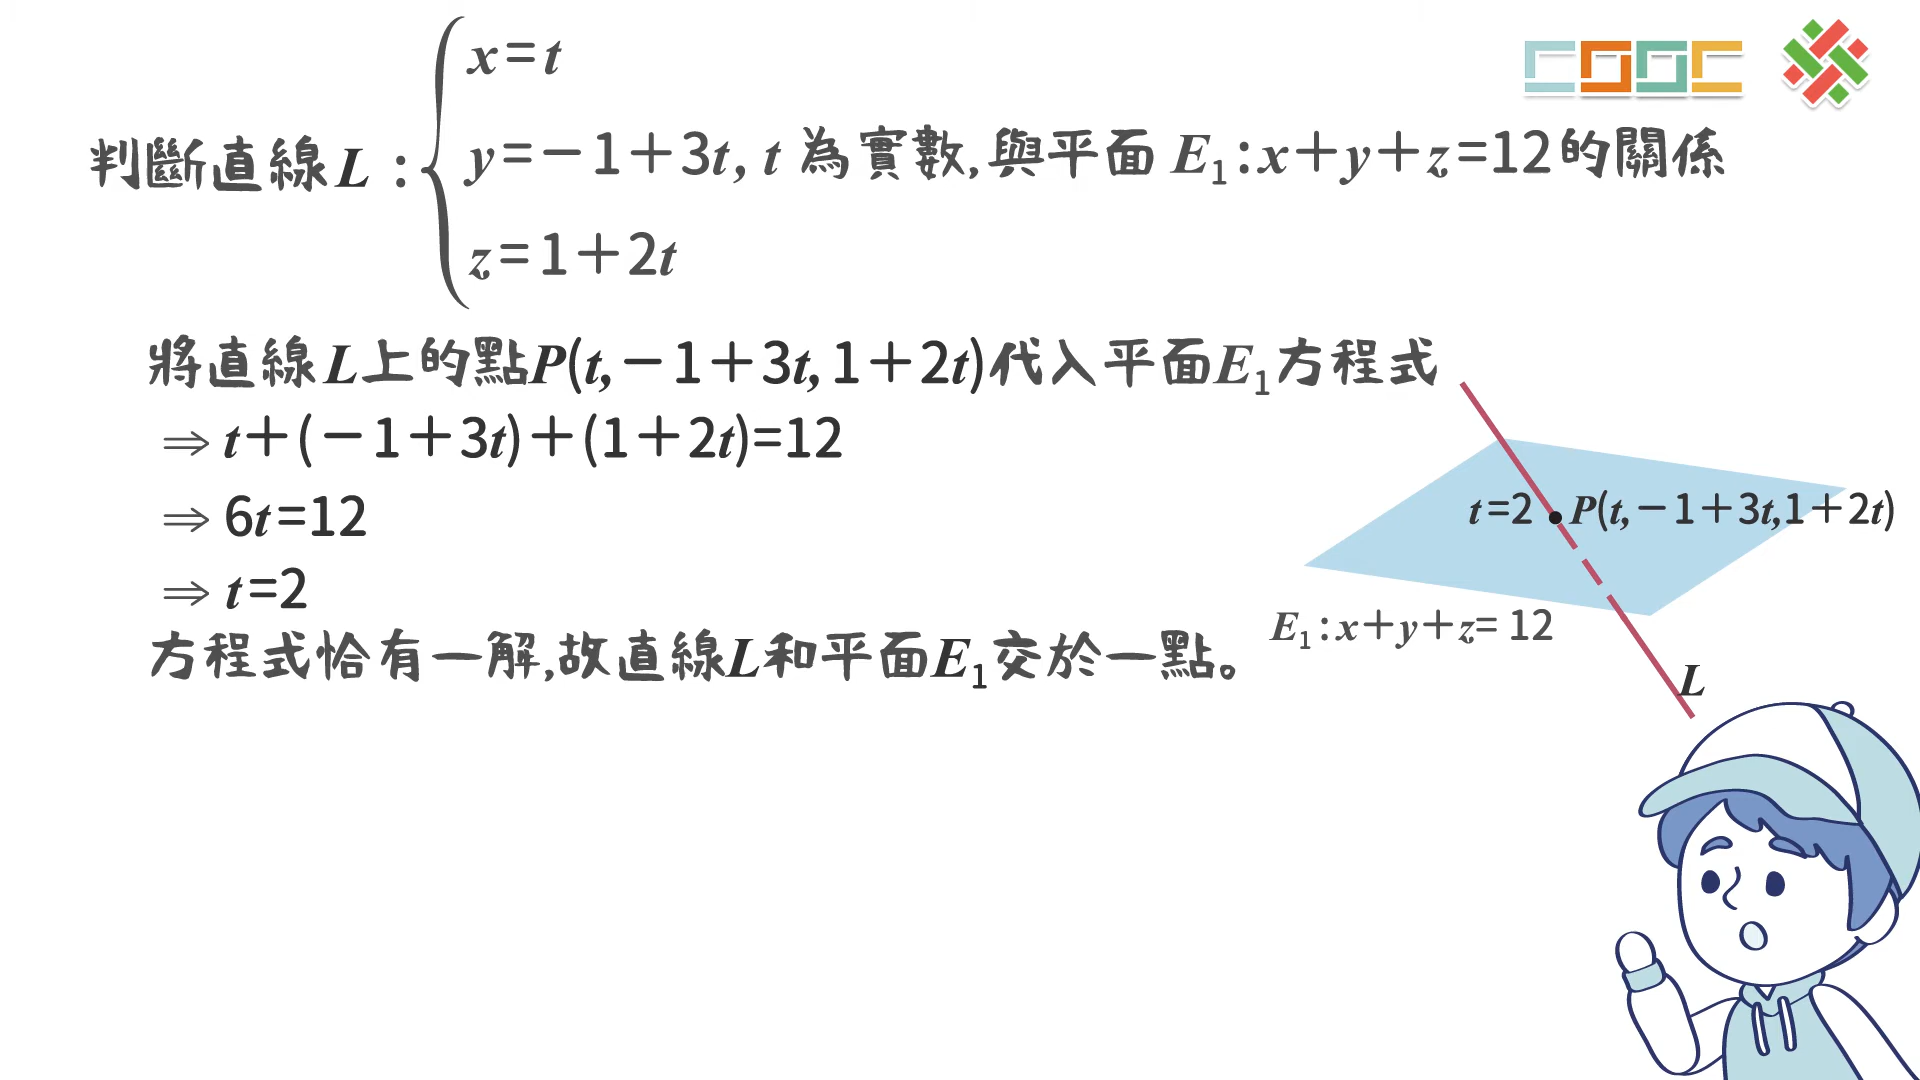 x=t
判斷直線L : y=−1+3t, t 為實數,與平面 E₁:x+y+z=12的關係
z=1+2t
將直線L上的點P(t,−1+3t,1+2t)代入平面E₁方程式
⇒ t+(−1+3t)+(1+2t)=12
⇒ 6t=12
⇒ t=2
方程式恰有一解,故直線L和平面E₁交於一點。
t=2 P(t,−1+3t,1+2t)
E₁:x+y+z= 12
L
COOC